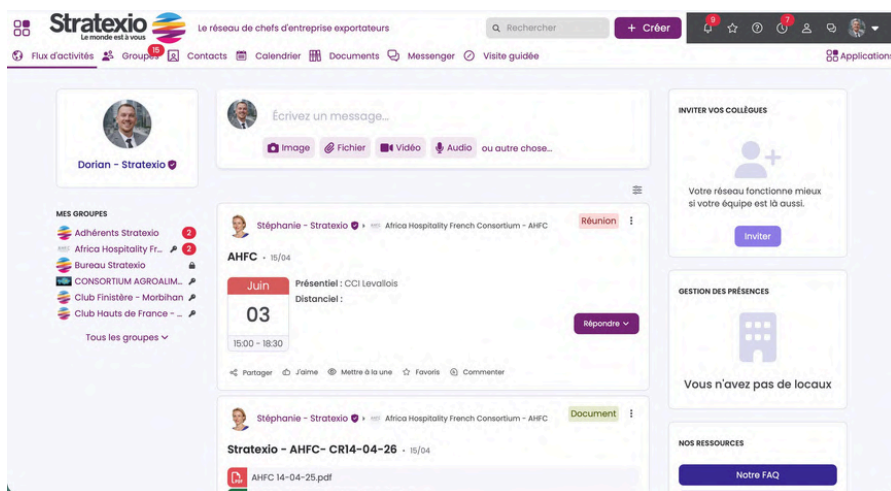 Stratexio
Le monde est à vous
Le réseau de chefs d'entreprise exportateurs
Rechercher
+ Créer
9
7
Flux d'activités
Groupes
15
Contacts
Calendrier
Documents
Messenger
Visite guidée
Applications
Dorian - Stratexio
MES GROUPES
Adhérents Stratexio 2
Africa Hospitality Fr... 2
Bureau Stratexio
CONSORTIUM AGROALIM...
Club Finistère - Morbihan
Club Hauts de France - ...
Tous les groupes
Écrivez un message...
Image
Fichier
Vidéo
Audio
ou autre chose...
Stéphanie - Stratexio
Africa Hospitality French Consortium - AHFC
Réunion
AHFC - 15/04
Juin
03
15:00 - 18:30
Présentiel : CCI Levallois
Distanciel :
Répondre
Partager
J'aime
Mettre à la une
Favoris
Commenter
Stéphanie - Stratexio
Africa Hospitality French Consortium - AHFC
Document
Stratexio - AHFC- CR14-04-26 - 15/04
PDF
AHFC 14-04-25.pdf
INVITER VOS COLLÈGUES
Votre réseau fonctionne mieux
si votre équipe est là aussi.
Inviter
GESTION DES PRÉSENCES
Vous n'avez pas de locaux
NOS RESSOURCES
Notre FAQ